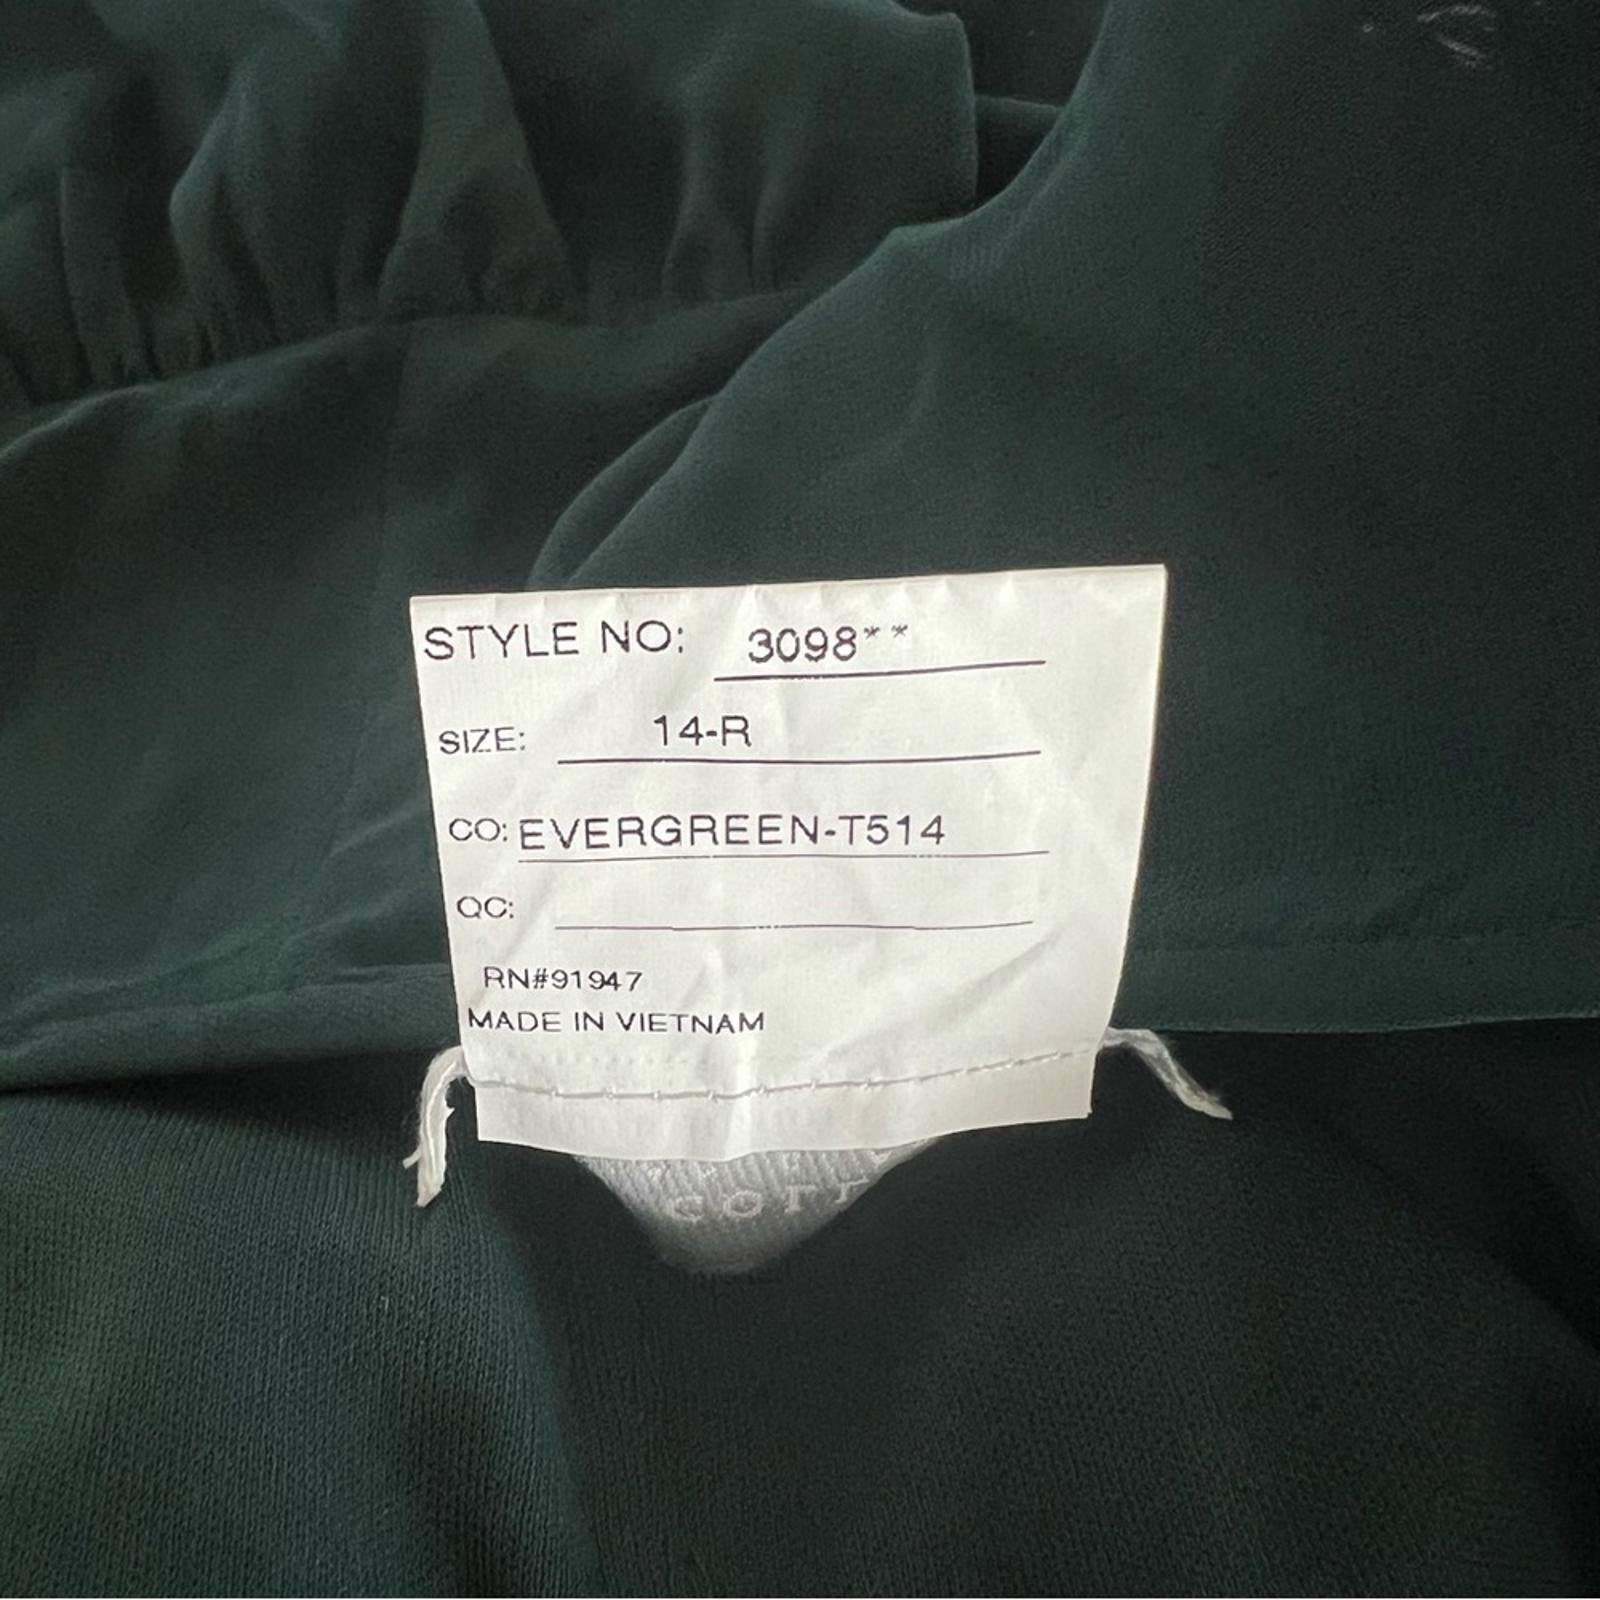 STYLE NO: 3098**
SIZE: 14-R
CO: EVERGREEN-T514
QC:
RN#91947
MADE IN VIETNAM